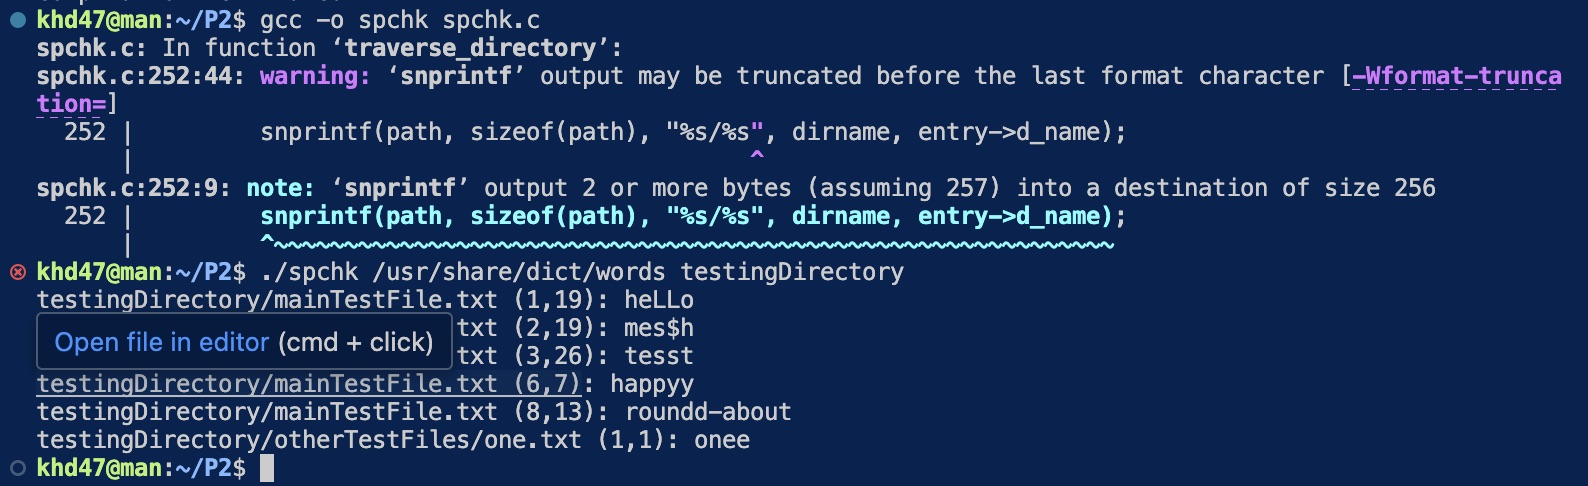 khd47@man:~/P2$ gcc -o spchk spchk.c
spchk.c: In function ‘traverse_directory’:
spchk.c:252:44: warning: ‘snprintf’ output may be truncated before the last format character [-Wformat-trunca
tion=]
252 |         snprintf(path, sizeof(path), "%s/%s", dirname, entry->d_name);
|                                            ^
spchk.c:252:9: note: ‘snprintf’ output 2 or more bytes (assuming 257) into a destination of size 256
252 |         snprintf(path, sizeof(path), "%s/%s", dirname, entry->d_name);
|         ^~~~~~~~~~~~~~~~~~~~~~~~~~~~~~~~~~~~~~~~~~~~~~~~~~~~~~~~~~~~~
khd47@man:~/P2$ ./spchk /usr/share/dict/words testingDirectory
testingDirectory/mainTestFile.txt (1,19): heLLo
txt (2,19): mes$h
Open file in editor (cmd + click)
txt (3,26): tesst
testingDirectory/mainTestFile.txt (6,7): happyy
testingDirectory/mainTestFile.txt (8,13): roundd-about
testingDirectory/otherTestFiles/one.txt (1,1): onee
khd47@man:~/P2$